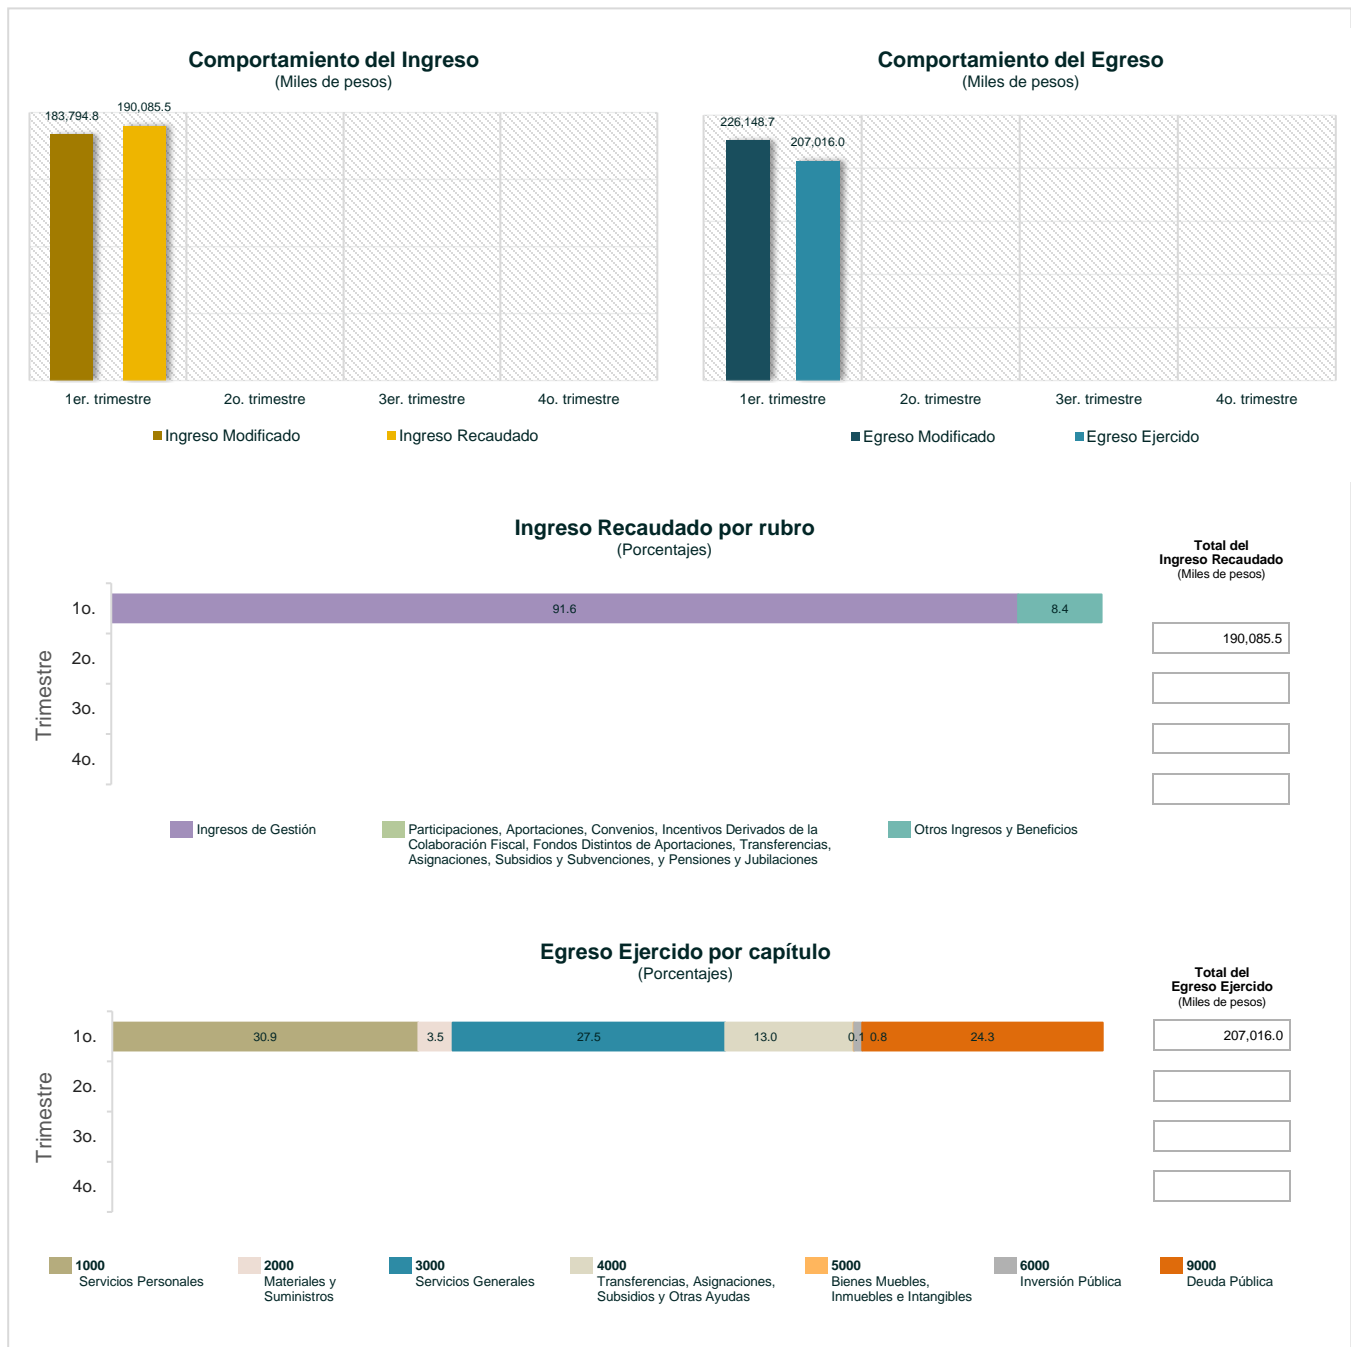 Comportamiento del Ingreso
(Miles de pesos)
183,794.8
190,085.5
1er. trimestre
2o. trimestre
3er. trimestre
4o. trimestre
Ingreso Modificado
Ingreso Recaudado
Comportamiento del Egreso
(Miles de pesos)
226,148.7
207,016.0
1er. trimestre
2o. trimestre
3er. trimestre
4o. trimestre
Egreso Modificado
Egreso Ejercido
Ingreso Recaudado por rubro
(Porcentajes)
Total del
Ingreso Recaudado
(Miles de pesos)
Trimestre
1o.
91.6
8.4
190,085.5
2o.
3o.
4o.
Ingresos de Gestión
Participaciones, Aportaciones, Convenios, Incentivos Derivados de la
Colaboración Fiscal, Fondos Distintos de Aportaciones, Transferencias,
Asignaciones, Subsidios y Subvenciones, y Pensiones y Jubilaciones
Otros Ingresos y Beneficios
Egreso Ejercido por capítulo
(Porcentajes)
Total del
Egreso Ejercido
(Miles de pesos)
Trimestre
1o.
30.9
3.5
27.5
13.0
0.1
0.8
24.3
207,016.0
2o.
3o.
4o.
1000
Servicios Personales
2000
Materiales y
Suministros
3000
Servicios Generales
4000
Transferencias, Asignaciones,
Subsidios y Otras Ayudas
5000
Bienes Muebles,
Inmuebles e Intangibles
6000
Inversión Pública
9000
Deuda Pública